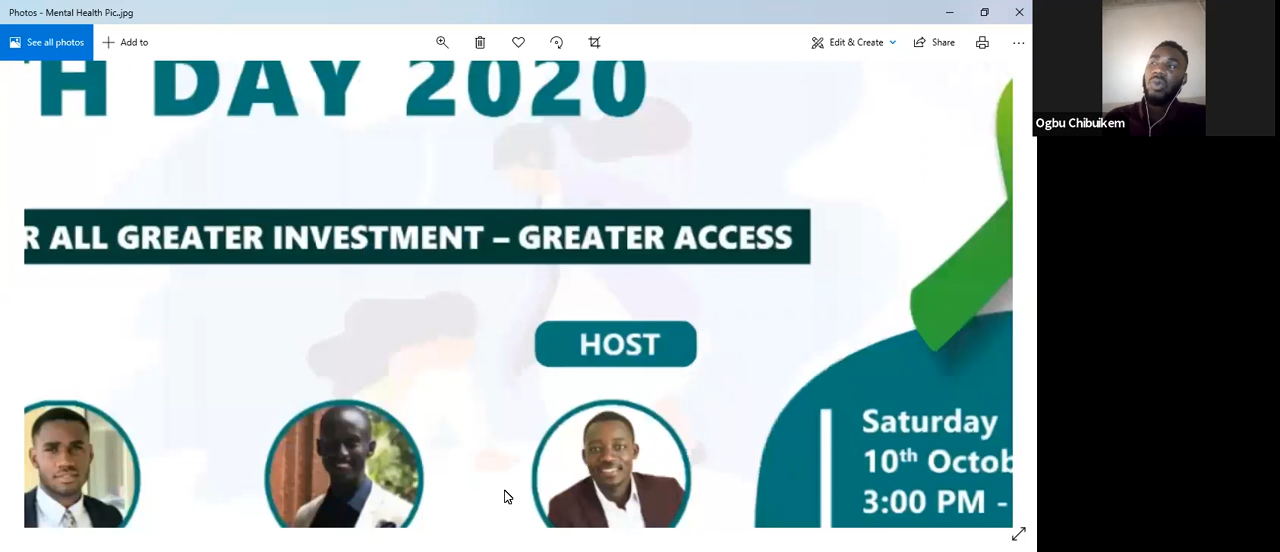 Photos - Mental Health Pic..jpg
See all photos
Add to
Edit & Create
Share
Ogbu Chibuikem
H DAY 2020
R ALL GREATER INVESTMENT – GREATER ACCESS
HOST
Saturday
10th Octob
3:00 PM -